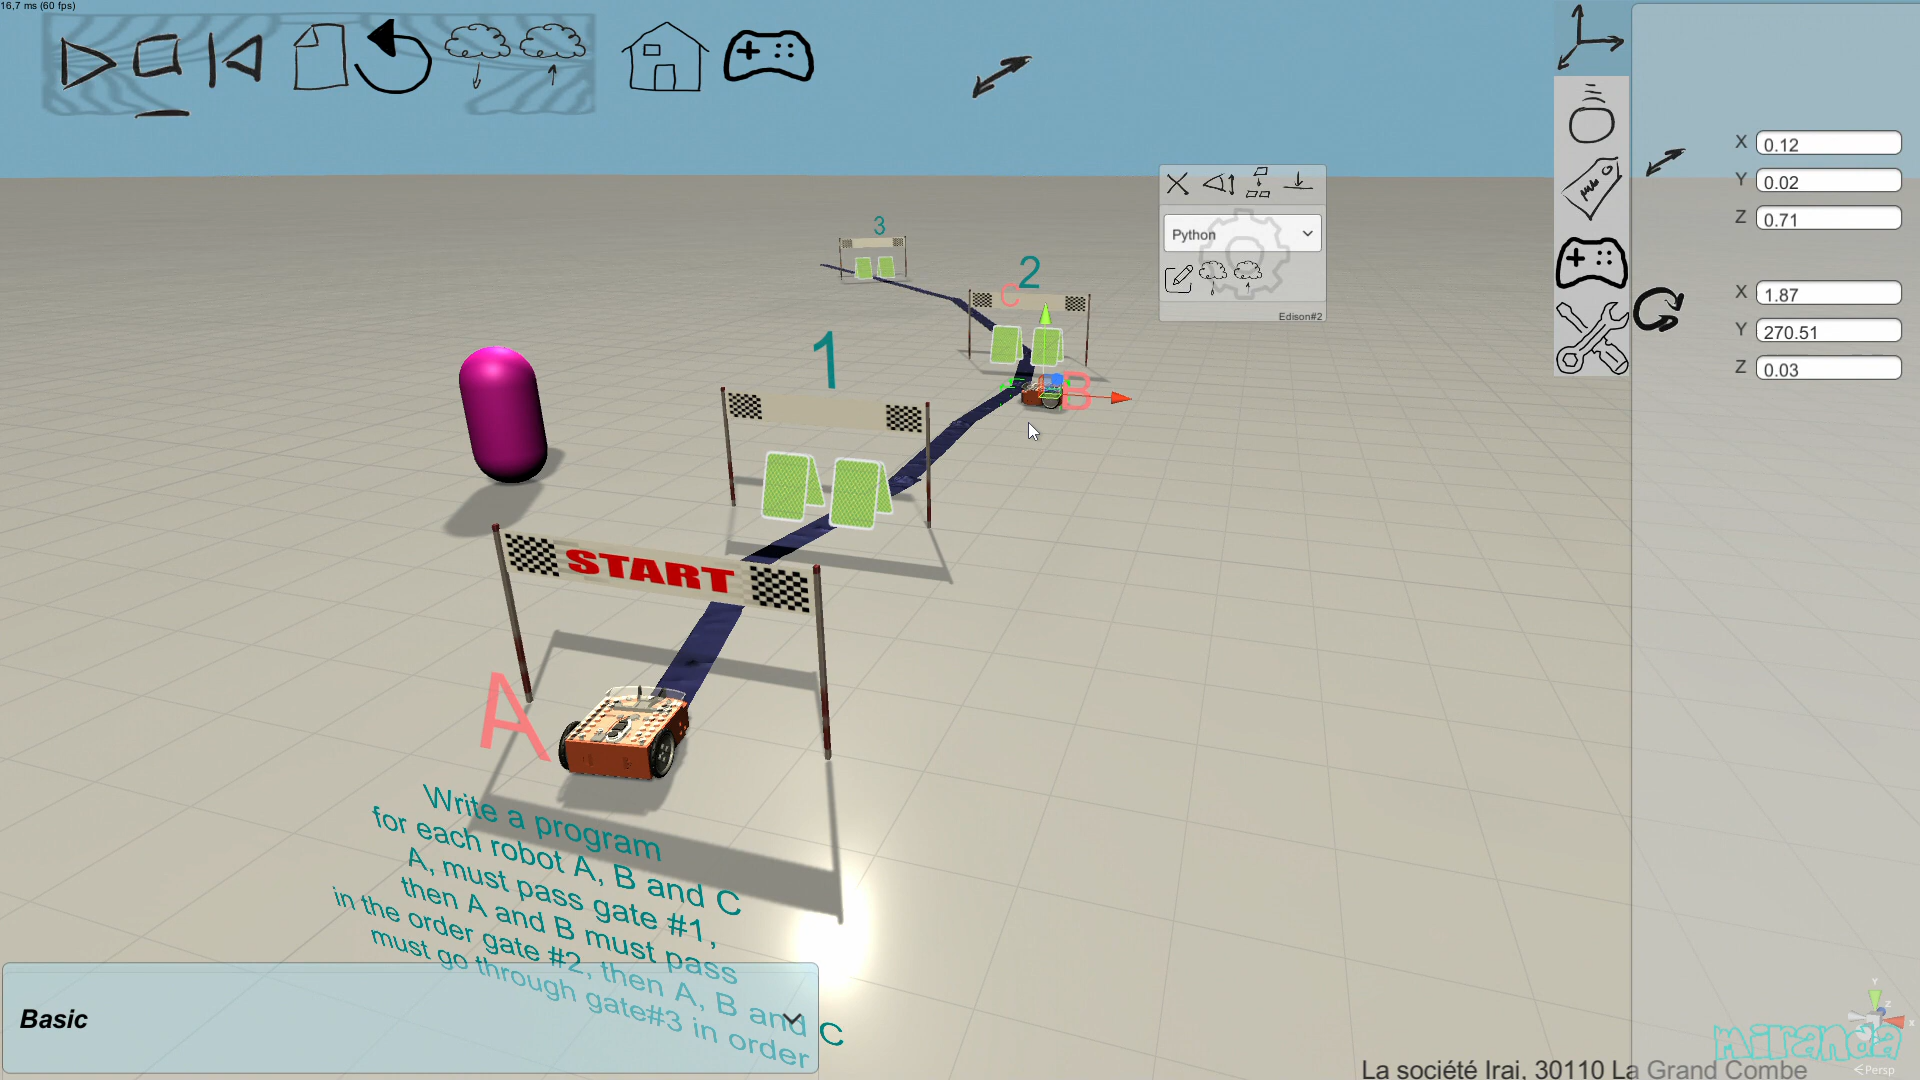 16,7 ms (60 fps)
X 0.12
Y 0.02
Z 0.71
X 1.87
Y 270.51
Z 0.03
Python
Edison#2
3
2
C
1
B
START
A
Write a program
for each robot A, B and C
A, must pass gate #1,
then A and B must pass
in the order gate #2, then A, B and C
must go through gate#3 in order
Basic
Y
Z
X
miranda
<Persp
La société Irai, 30110 La Grand Combe